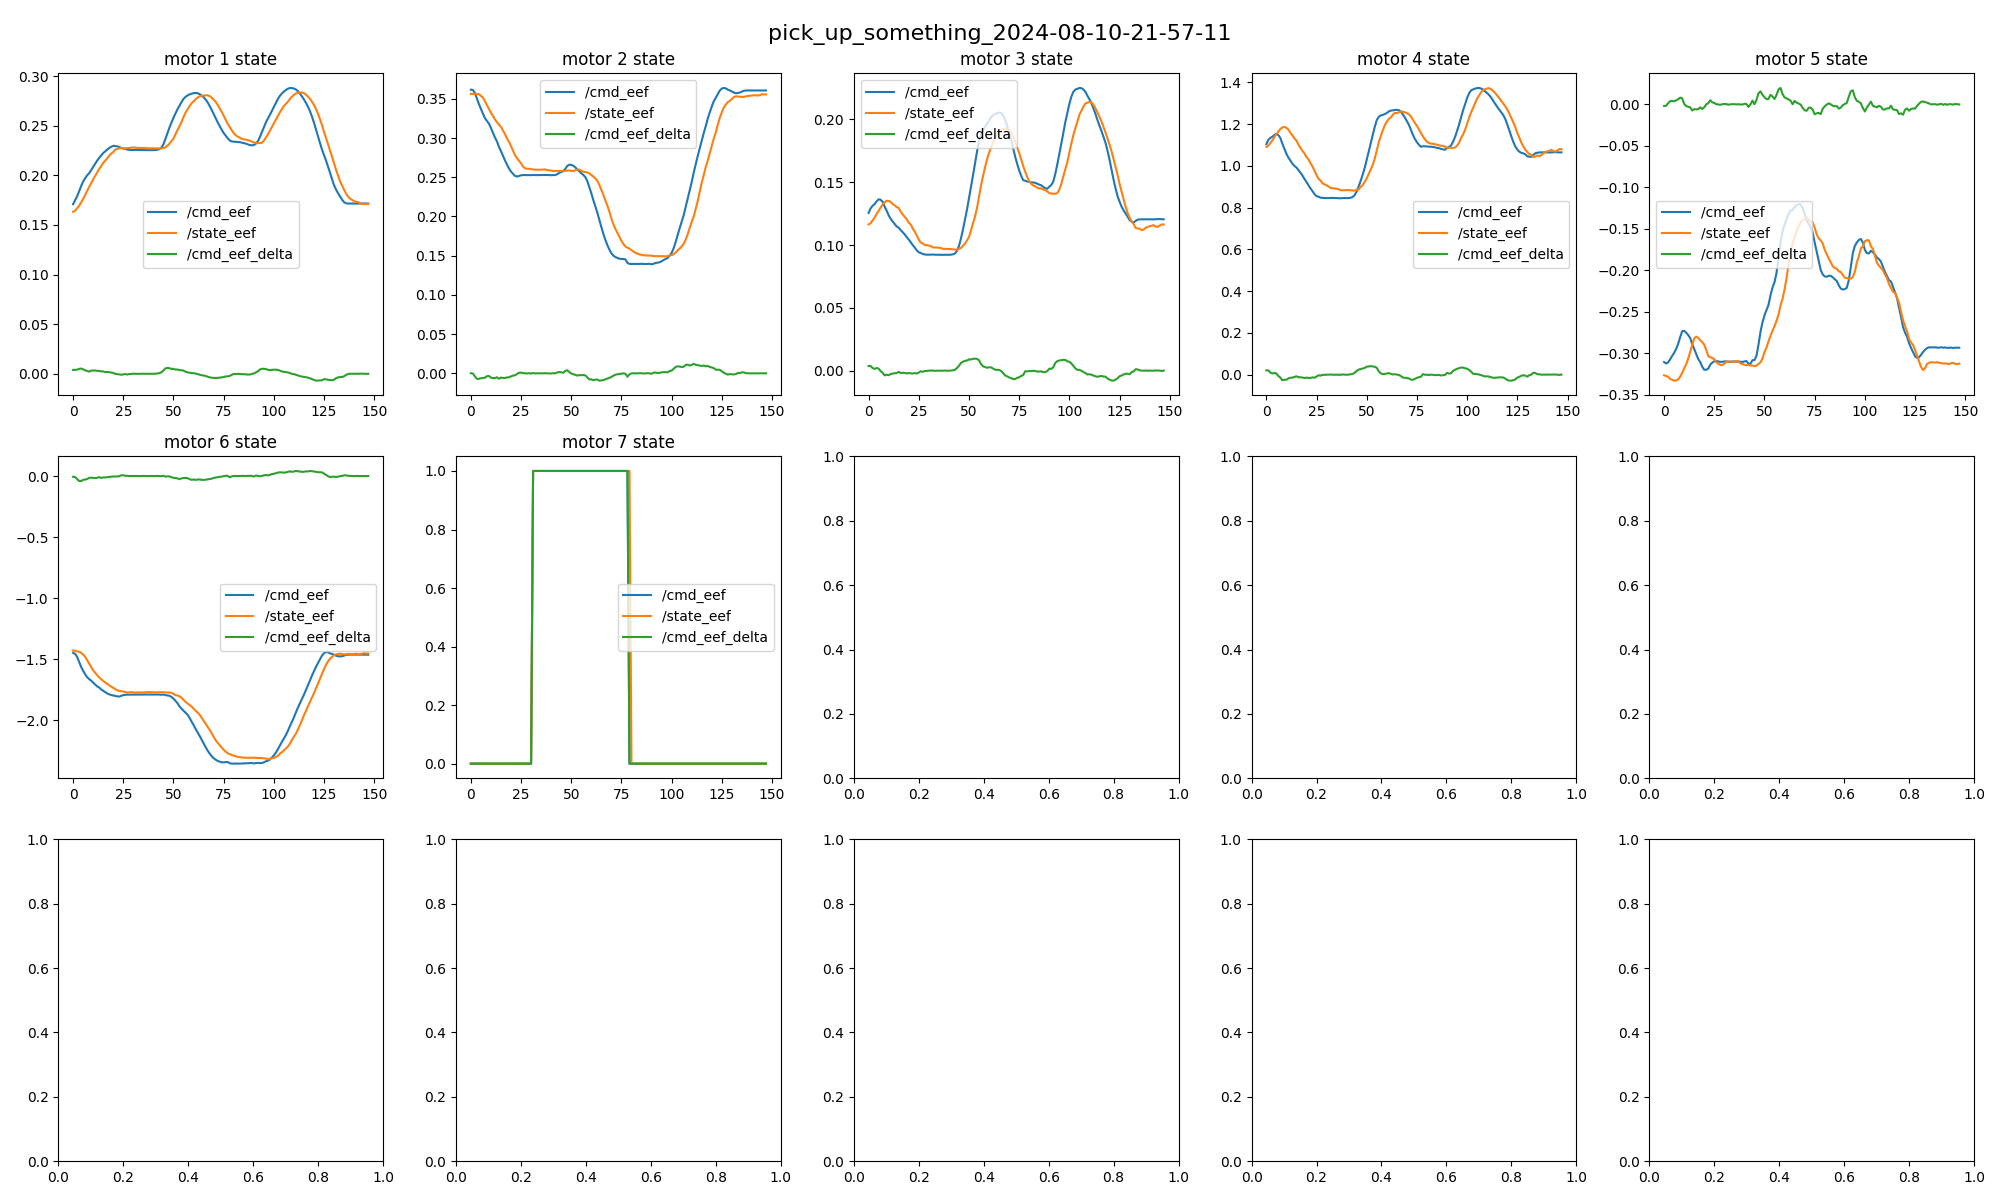 pick_up_something_2024-08-10-21-57-11
motor 1 state
0.30
0.25
0.20
0.15
0.10
0.05
0.00
/cmd_eef
/state_eef
/cmd_eef_delta
0 25 50 75 100 125 150
motor 2 state
0.35
0.30
0.25
0.20
0.15
0.10
0.05
0.00
/cmd_eef
/state_eef
/cmd_eef_delta
0 25 50 75 100 125 150
motor 3 state
0.20
0.15
0.10
0.05
0.00
/cmd_eef
/state_eef
/cmd_eef_delta
0 25 50 75 100 125 150
motor 4 state
1.4
1.2
1.0
0.8
0.6
0.4
0.2
0.0
/cmd_eef
/state_eef
/cmd_eef_delta
0 25 50 75 100 125 150
motor 5 state
0.00
−0.05
−0.10
−0.15
−0.20
−0.25
−0.30
−0.35
/cmd_eef
/state_eef
/cmd_eef_delta
0 25 50 75 100 125 150
motor 6 state
0.0
−0.5
−1.0
−1.5
−2.0
/cmd_eef
/state_eef
/cmd_eef_delta
0 25 50 75 100 125 150
motor 7 state
1.0
0.8
0.6
0.4
0.2
0.0
/cmd_eef
/state_eef
/cmd_eef_delta
0 25 50 75 100 125 150
1.0
0.8
0.6
0.4
0.2
0.0
0.0 0.2 0.4 0.6 0.8 1.0
1.0
0.8
0.6
0.4
0.2
0.0
0.0 0.2 0.4 0.6 0.8 1.0
1.0
0.8
0.6
0.4
0.2
0.0
0.0 0.2 0.4 0.6 0.8 1.0
1.0
0.8
0.6
0.4
0.2
0.0
0.0 0.2 0.4 0.6 0.8 1.0
1.0
0.8
0.6
0.4
0.2
0.0
0.0 0.2 0.4 0.6 0.8 1.0
1.0
0.8
0.6
0.4
0.2
0.0
0.0 0.2 0.4 0.6 0.8 1.0
1.0
0.8
0.6
0.4
0.2
0.0
0.0 0.2 0.4 0.6 0.8 1.0
1.0
0.8
0.6
0.4
0.2
0.0
0.0 0.2 0.4 0.6 0.8 1.0